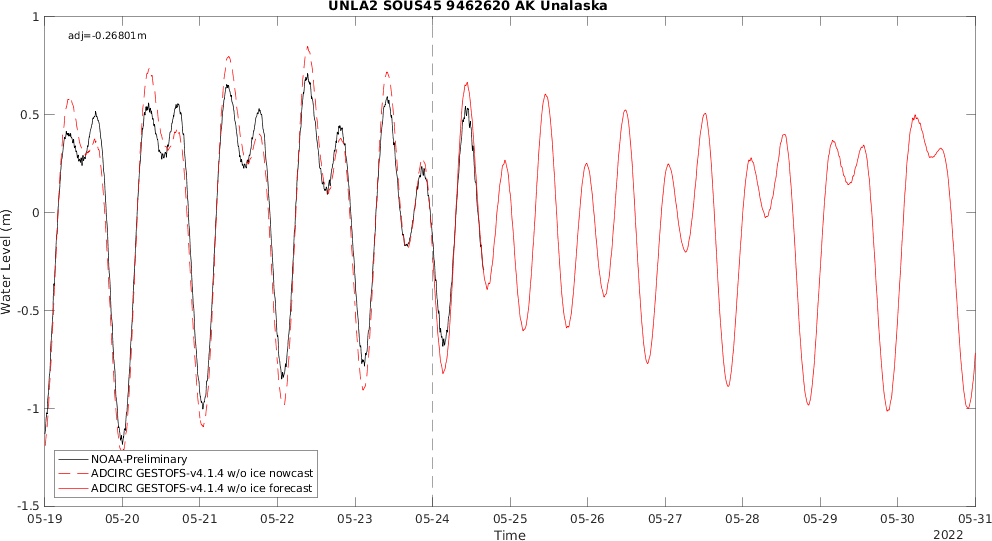 UNLA2 SOUS45 9462620 AK Unalaska
adj=-0.26801m
1
0.5
0
-0.5
-1
-1.5
Water Level (m)
NOAA-Preliminary
ADCIRC GESTOFS-v4.1.4 w/o ice nowcast
ADCIRC GESTOFS-v4.1.4 w/o ice forecast
05-19 05-20 05-21 05-22 05-23 05-24 05-25 05-26 05-27 05-28 05-29 05-30 05-31
Time
2022